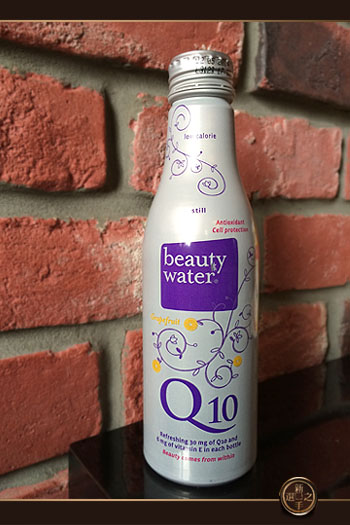 low calorie
still
Antioxidant
Cell protection
beauty
water
Grapefruit
Q10
Refreshing 30 mg of Q10 and
6 mg of vitamin E in each bottle
Beauty comes from within